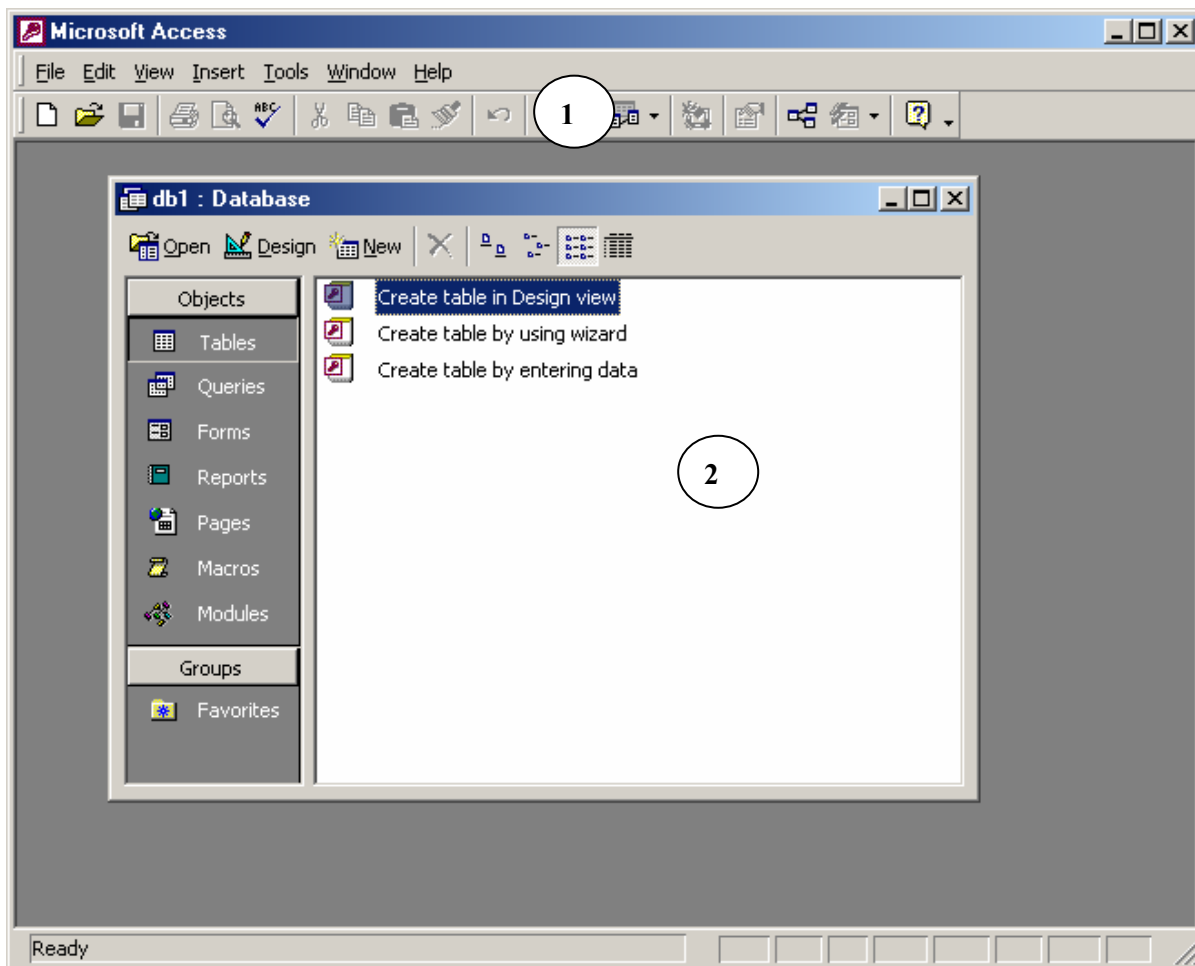 Microsoft Access
File Edit View Insert Tools Window Help
ABC
1
db1 : Database
Open Design New
Objects
Tables
Queries
Forms
Reports
Pages
Macros
Modules
Groups
Favorites
Create table in Design view
Create table by using wizard
Create table by entering data
2
Ready